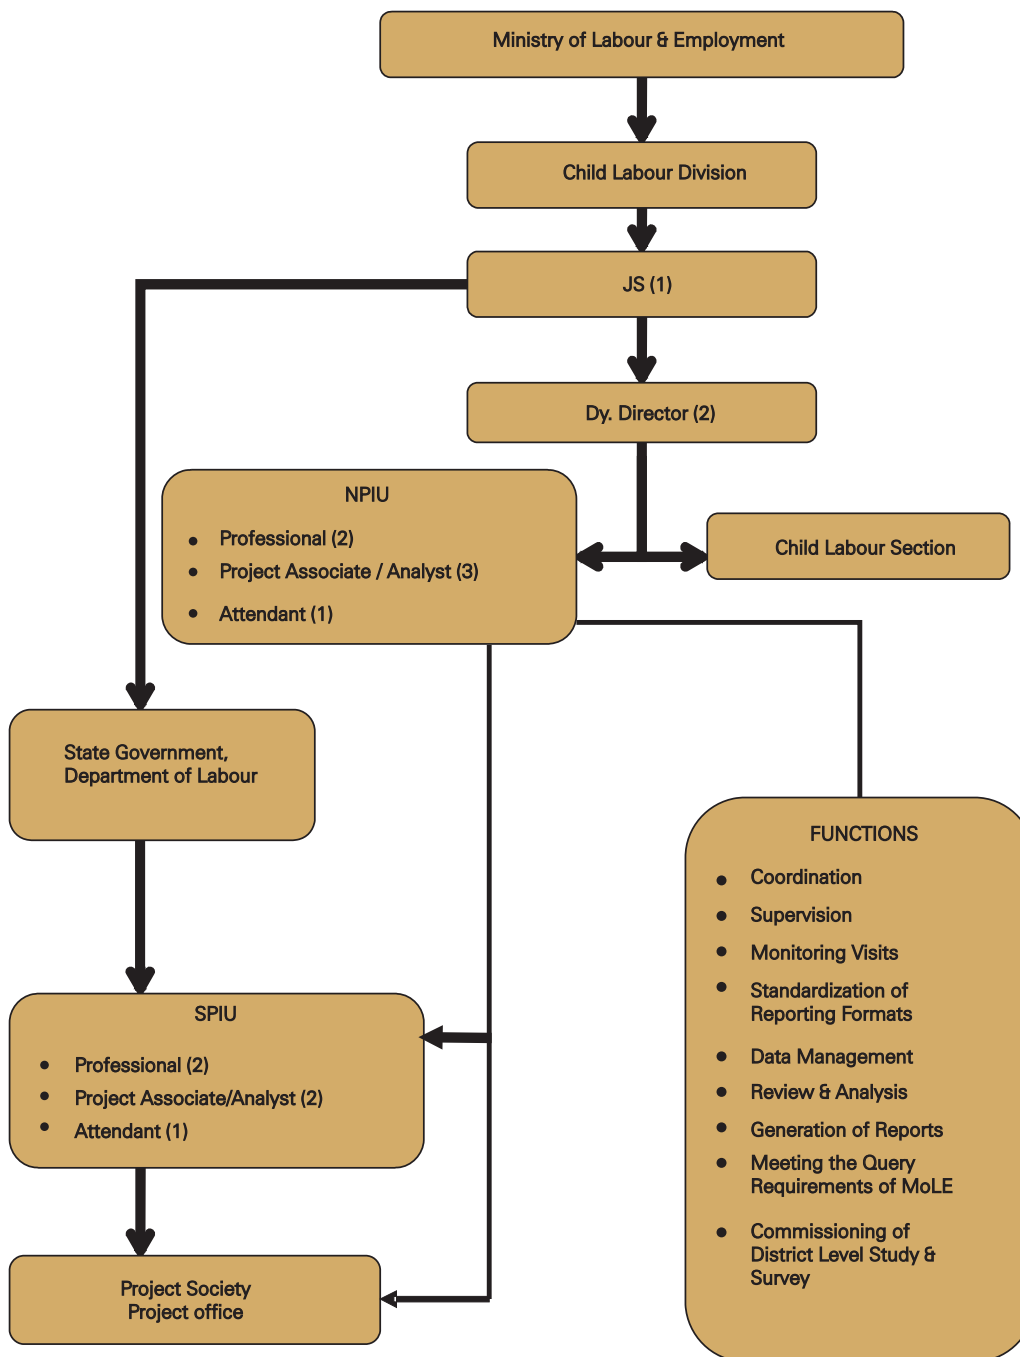 Ministry of Labour & Employment
Child Labour Division
JS (1)
Dy. Director (2)
NPIU
• Professional (2)
• Project Associate / Analyst (3)
• Attendant (1)
Child Labour Section
State Government,
Department of Labour
SPIU
• Professional (2)
• Project Associate/Analyst (2)
• Attendant (1)
Project Society
Project office
FUNCTIONS
• Coordination
• Supervision
• Monitoring Visits
• Standardization of
Reporting Formats
• Data Management
• Review & Analysis
• Generation of Reports
• Meeting the Query
Requirements of MoLE
• Commissioning of
District Level Study &
Survey